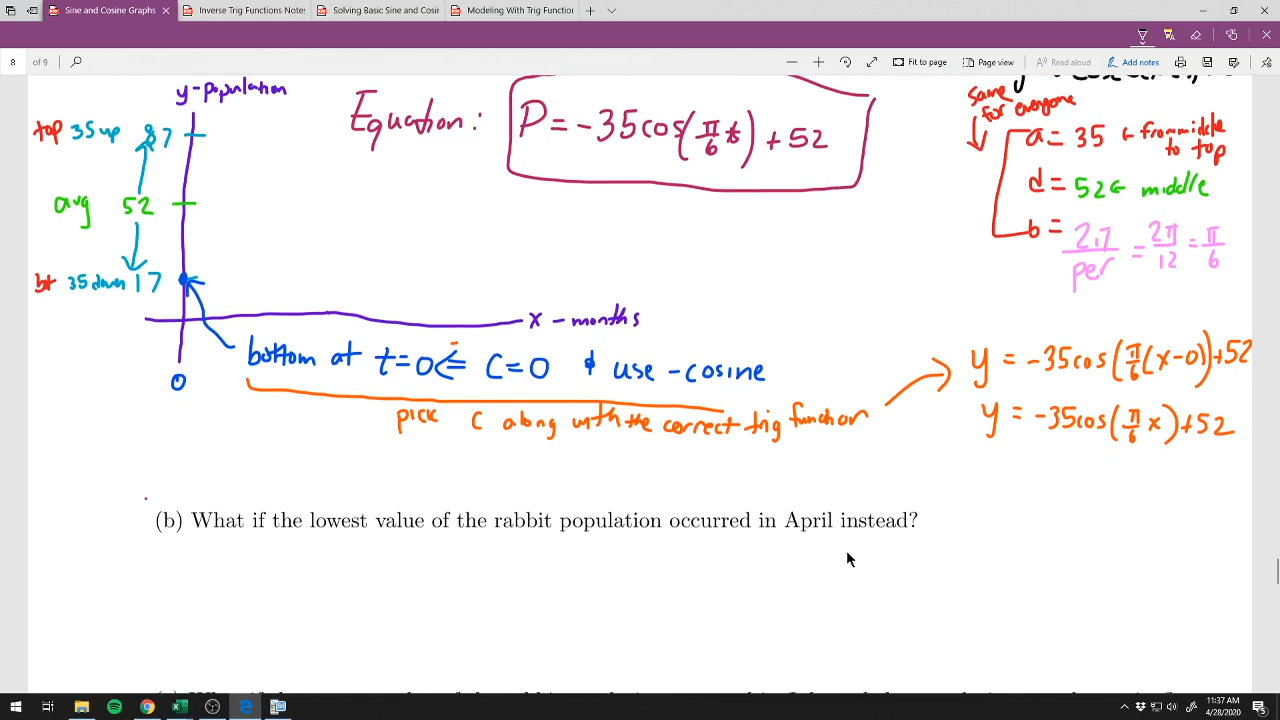 Sine and Cosine Graphs
Inverse Trig Functions Notes
Solving Basic Sine and Cosin
Modeling With Trig Function
8 of 9
Fit to page
Page view
Read aloud
Add notes
y-population
Equation: P = -35cos(π/6 t) + 52
same for everyone
top 35 up 87
avg 52
bot 35 down 17
a = 35 ← from middle to top
d = 52 ← middle
b = 2π/per = 2π/12 = π/6
x - months
0
bottom at t=0 ⇐ C=0 & use -cosine
pick C along with the correct trig function
y = -35cos(π/6(x-0))+52
y = -35cos(π/6 x)+52
(b) What if the lowest value of the rabbit population occurred in April instead?
11:37 AM
4/28/2020